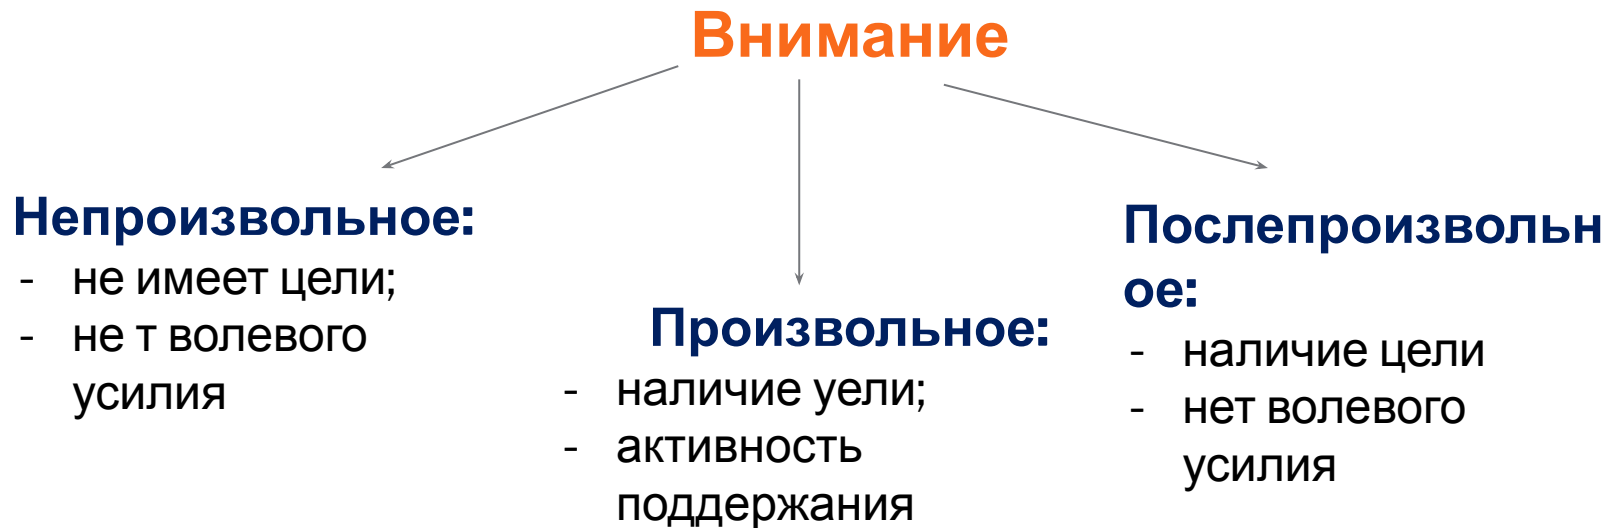 Внимание
Непроизвольное:
- не имеет цели;
- не т волевого
усилия
Произвольное:
- наличие уели;
- активность
поддержания
Послепроизвольн
ое:
- наличие цели
- нет волевого
усилия